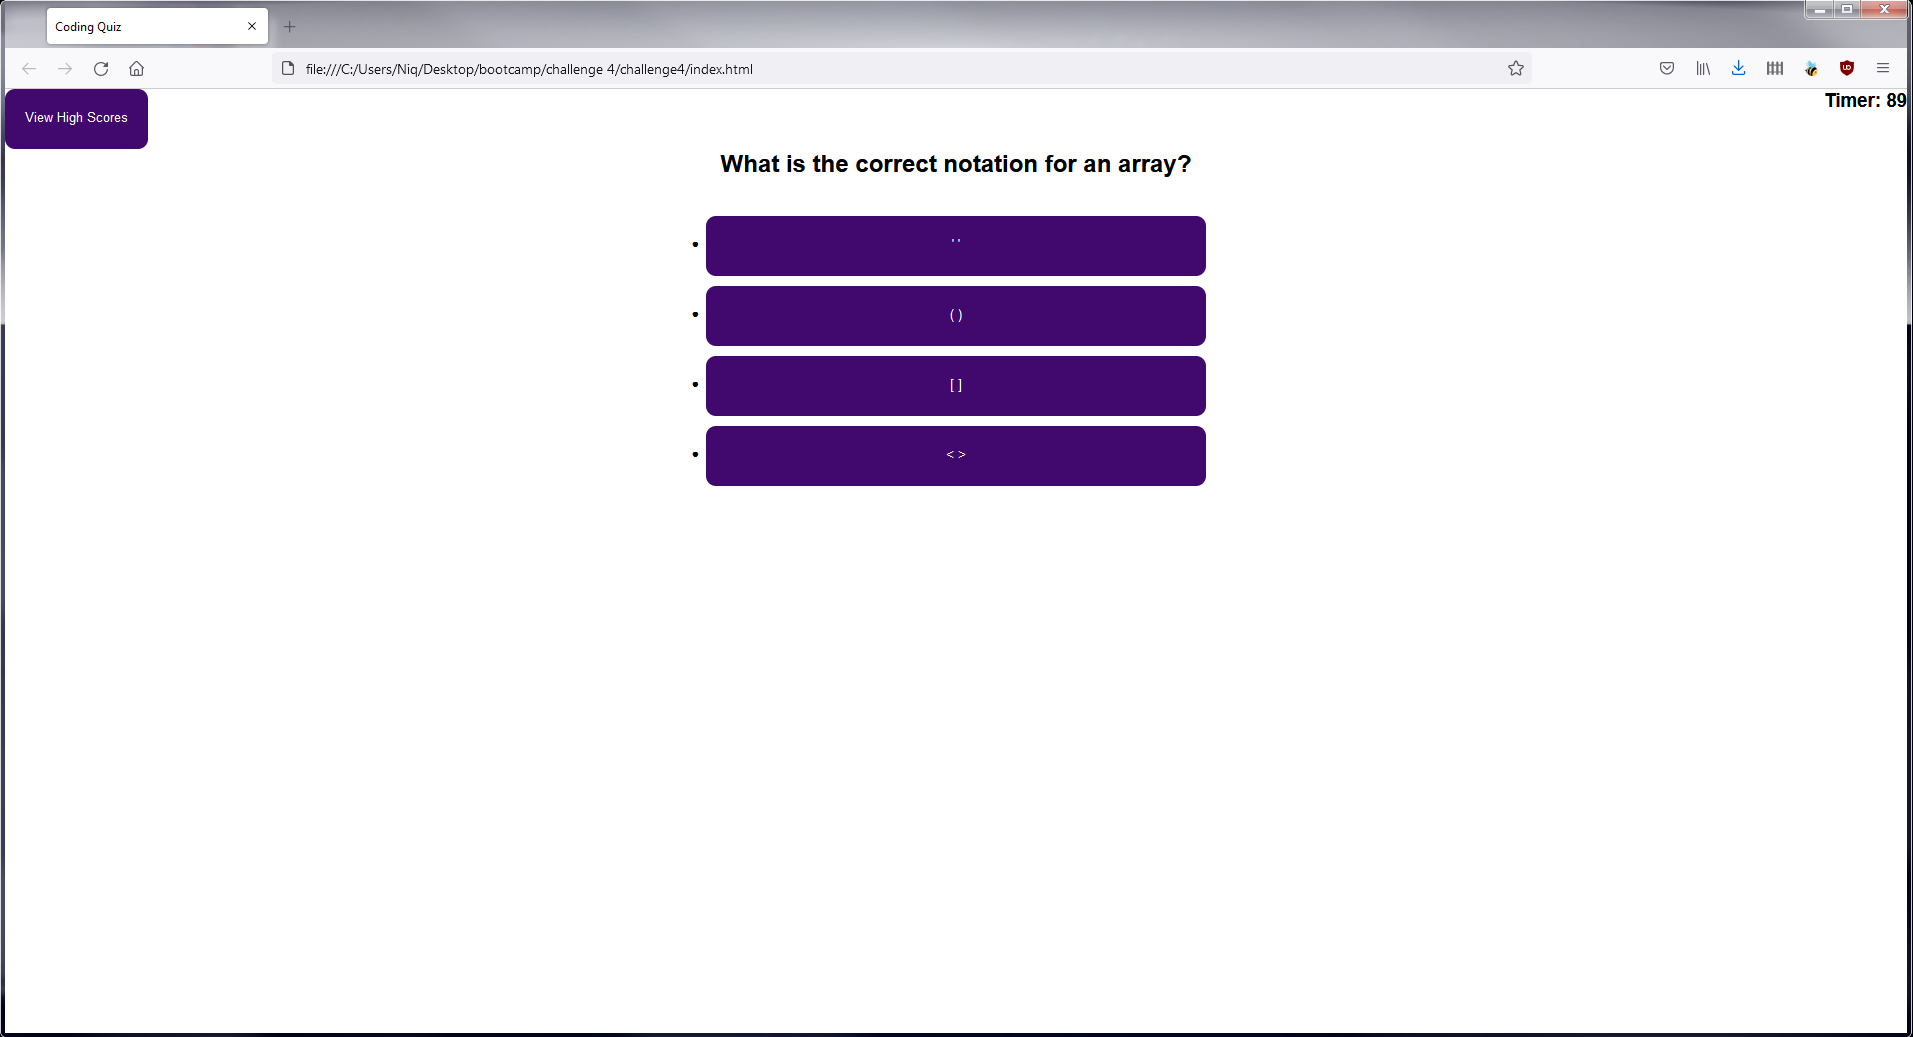 Coding Quiz
file:///C:/Users/Niq/Desktop/bootcamp/challenge 4/challenge4/index.html
View High Scores
Timer: 89
What is the correct notation for an array?
' '
( )
[ ]
< >